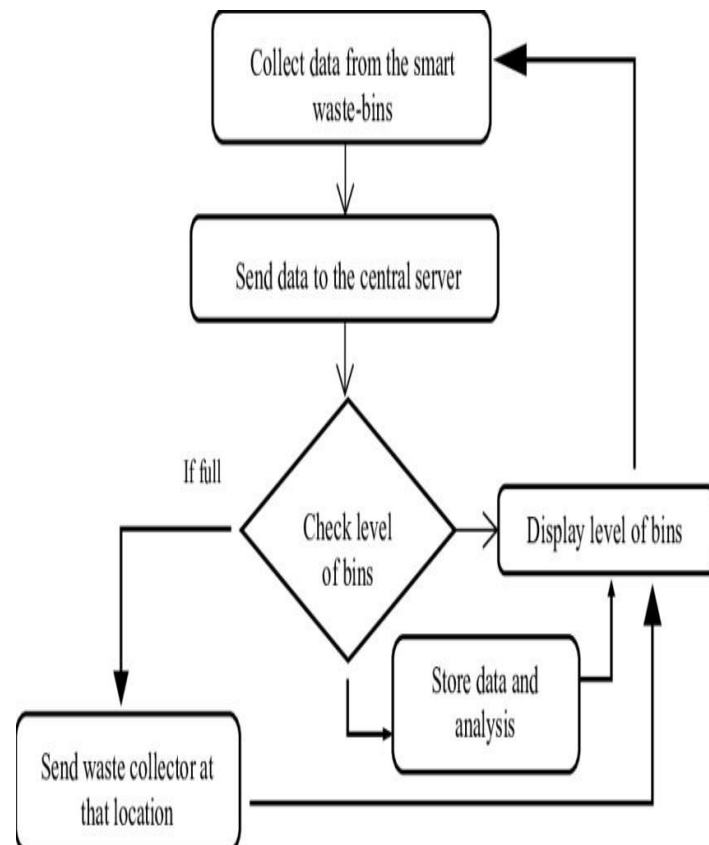 Collect data from the smart
waste-bins
Send data to the central server
If full
Check level
of bins
Display level of bins
Store data and
analysis
Send waste collector at
that location